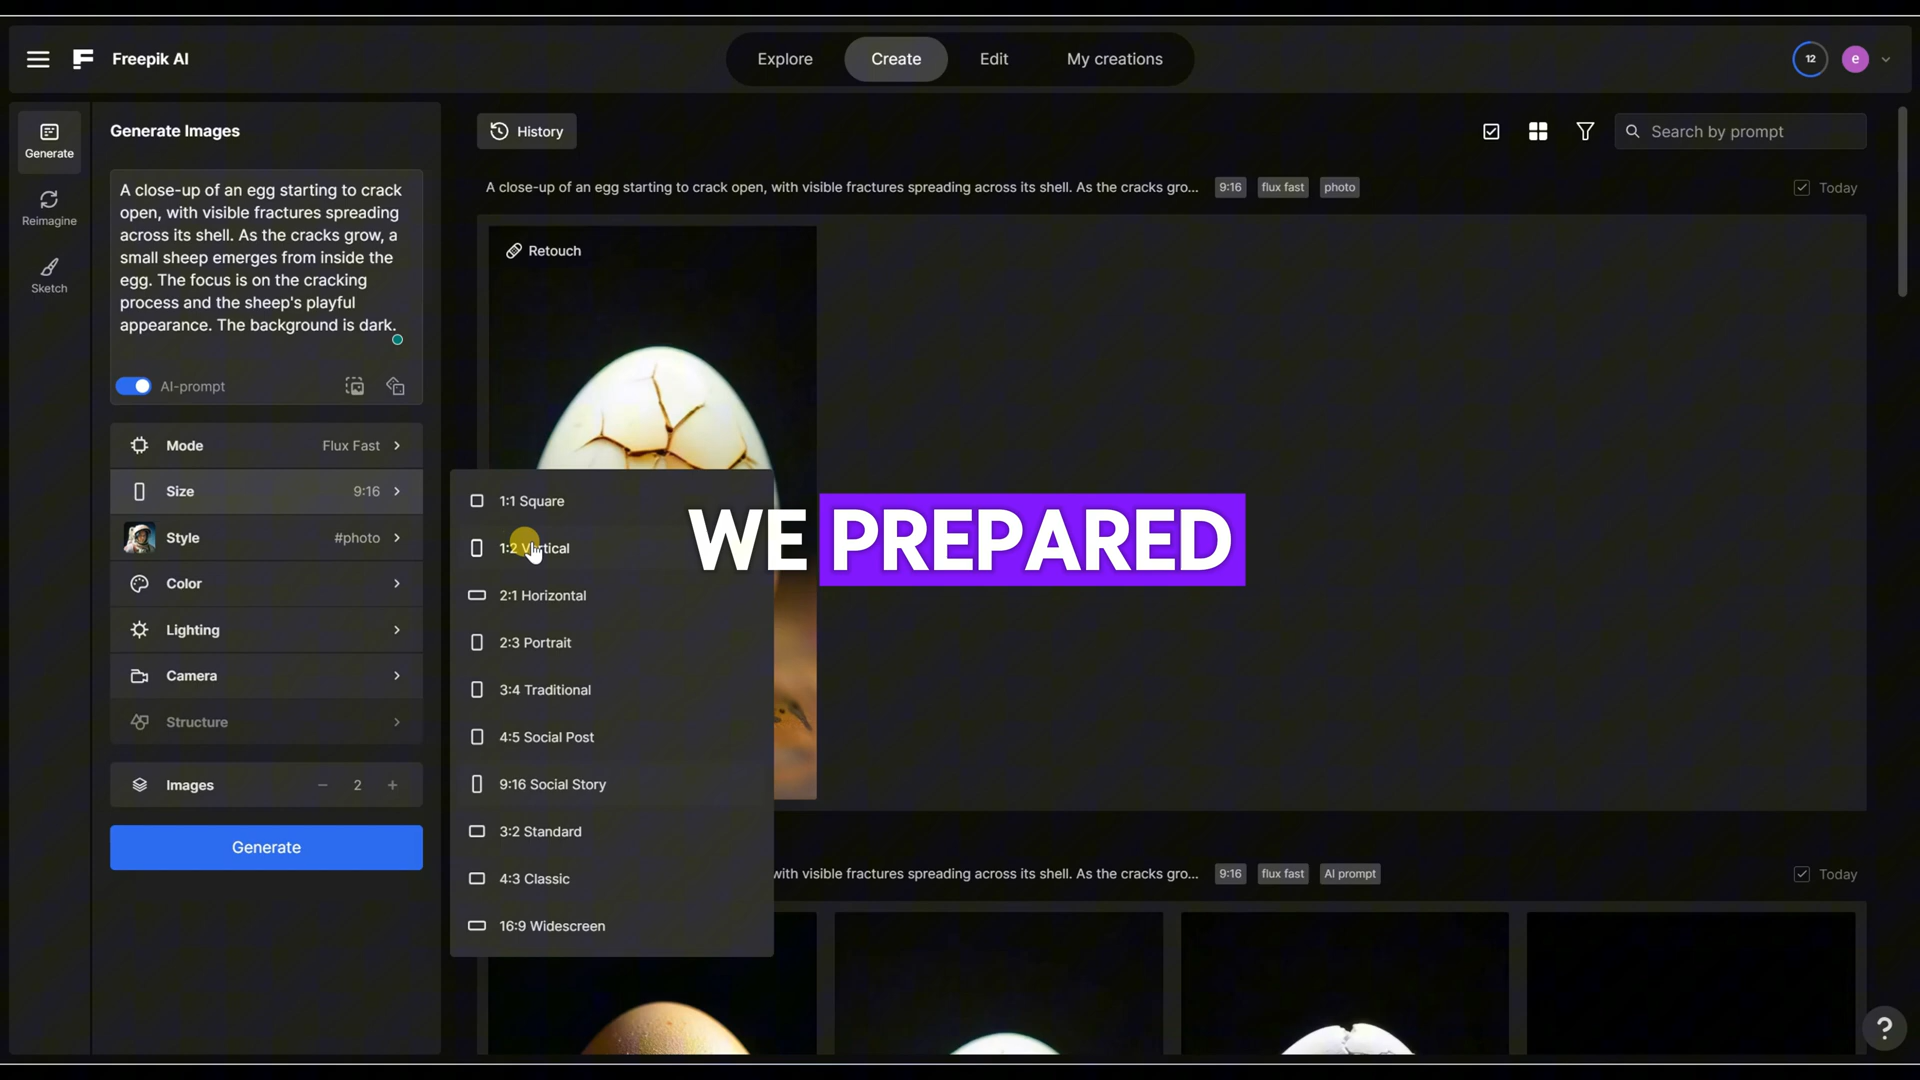 Freepik AI
Explore
Create
Edit
My creations
12
e
Generate
Reimagine
Sketch
Generate Images
A close-up of an egg starting to crack
open, with visible fractures spreading
across its shell. As the cracks grow, a
small sheep emerges from inside the
egg. The focus is on the cracking
process and the sheep's playful
appearance. The background is dark.
AI-prompt
Mode Flux Fast
Size 9:16
Style #photo
Color
Lighting
Camera
Structure
Images 2
Generate
History
Search by prompt
A close-up of an egg starting to crack open, with visible fractures spreading across its shell. As the cracks gro... 9:16 flux fast photo Today
Retouch
1:1 Square
1:2 Vertical
2:1 Horizontal
2:3 Portrait
3:4 Traditional
4:5 Social Post
9:16 Social Story
3:2 Standard
4:3 Classic
16:9 Widescreen
WE PREPARED
with visible fractures spreading across its shell. As the cracks gro... 9:16 flux fast AI prompt Today
?